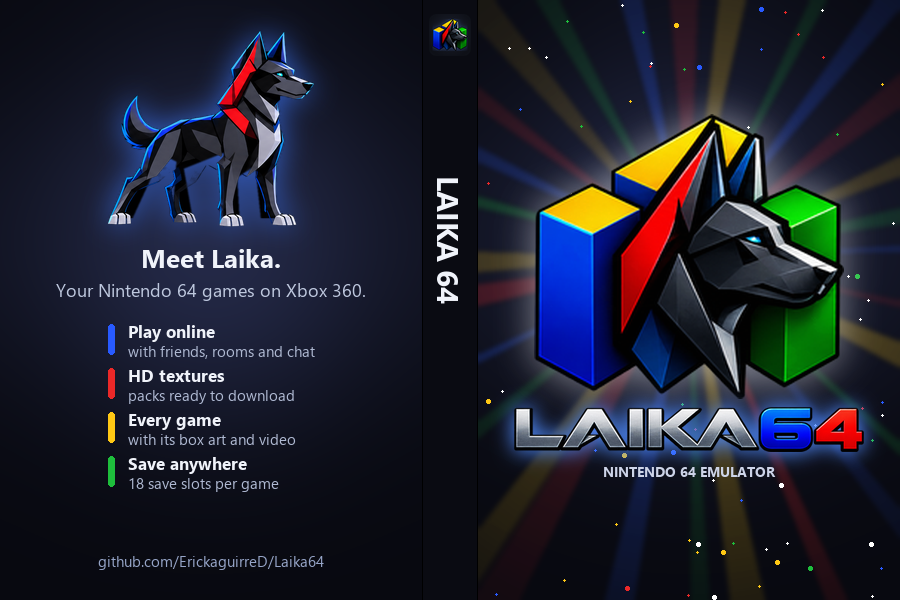 Meet Laika.
Your Nintendo 64 games on Xbox 360.
Play online
with friends, rooms and chat
HD textures
packs ready to download
Every game
with its box art and video
Save anywhere
18 save slots per game
github.com/ErickaguirreD/Laika64
LAIKA 64
LAIKA64
NINTENDO 64 EMULATOR